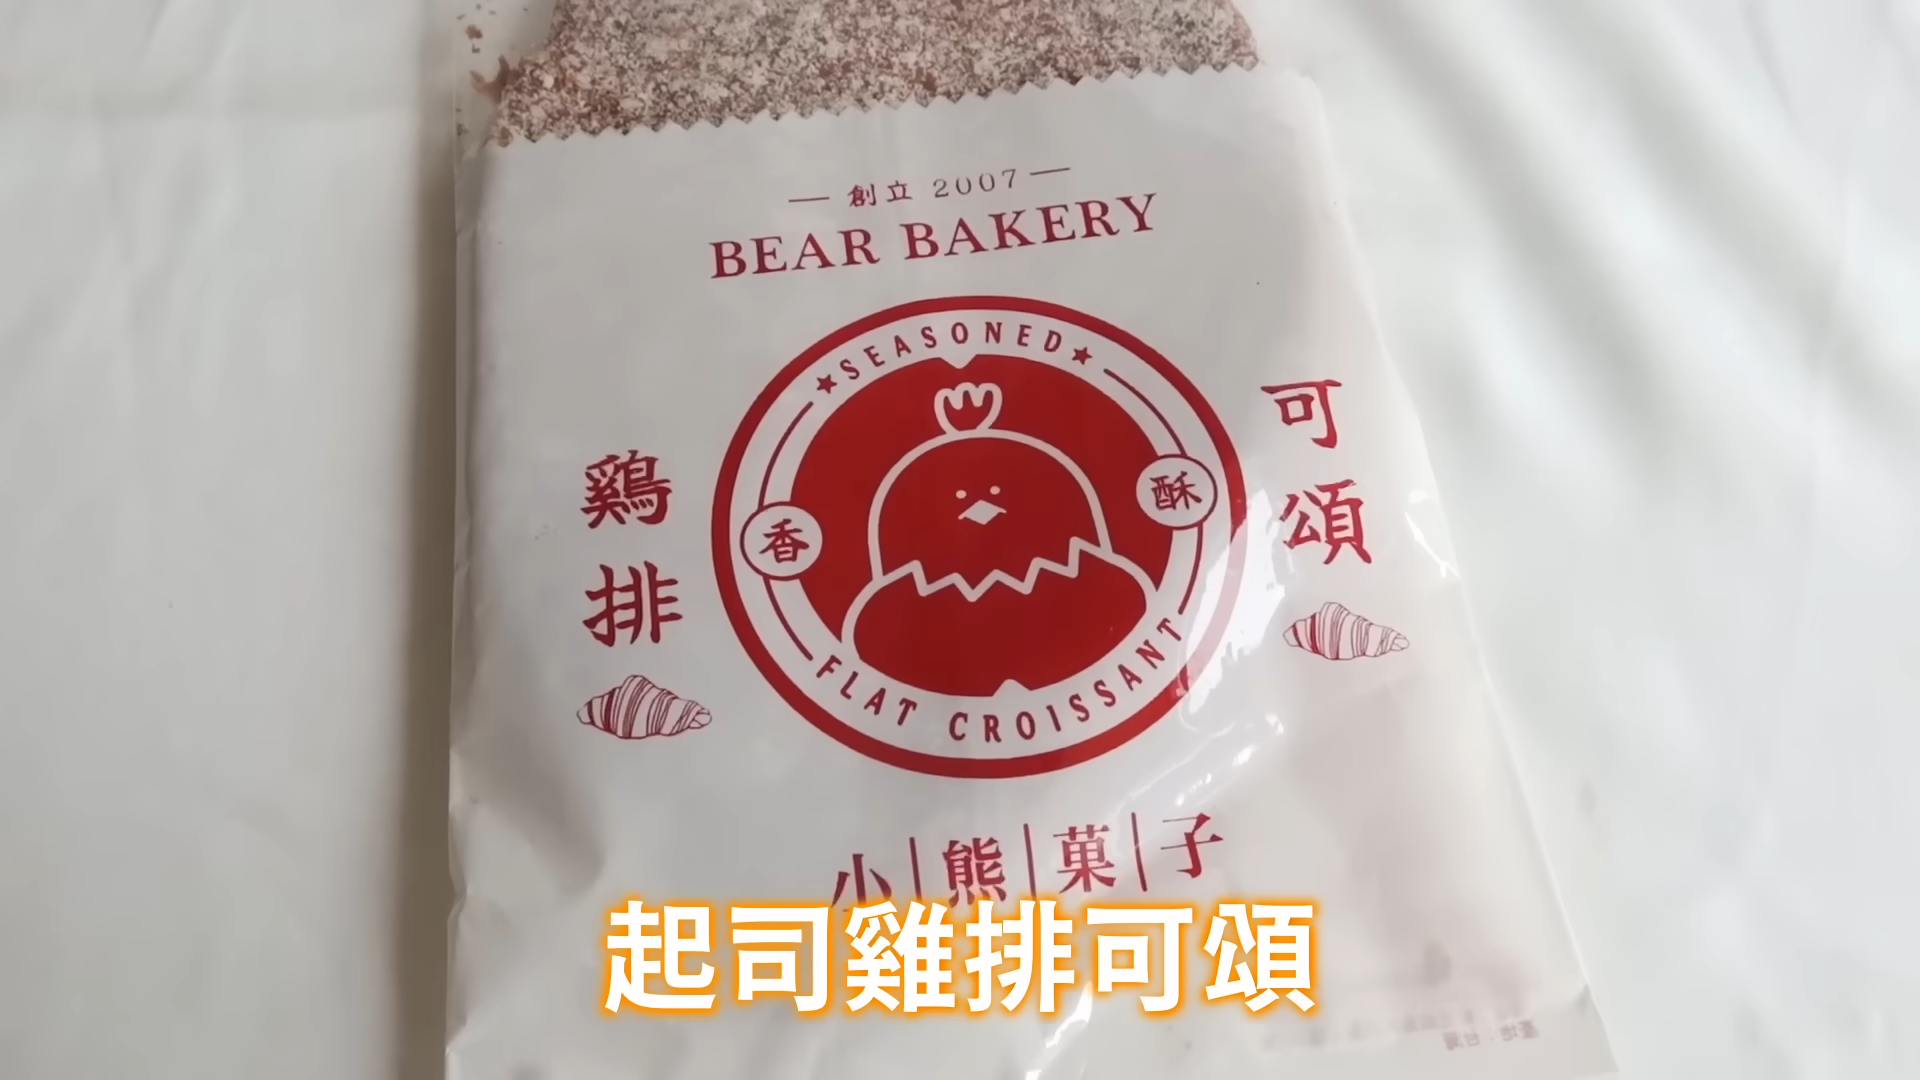 創立 2007
BEAR BAKERY
SEASONED
鷄排
可頌
香
酥
FLAT CROISSANT
小熊菓子
起司雞排可頌